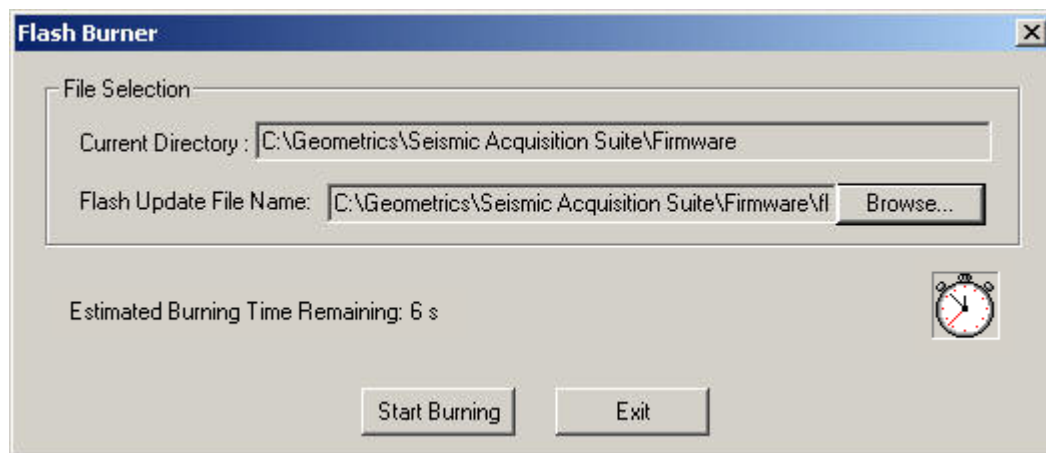 Flash Burner
File Selection
Current Directory : C:\Geometrics\Seismic Acquisition Suite\Firmware
Flash Update File Name: C:\Geometrics\Seismic Acquisition Suite\Firmware\fl Browse...
Estimated Burning Time Remaining: 6 s
Start Burning Exit